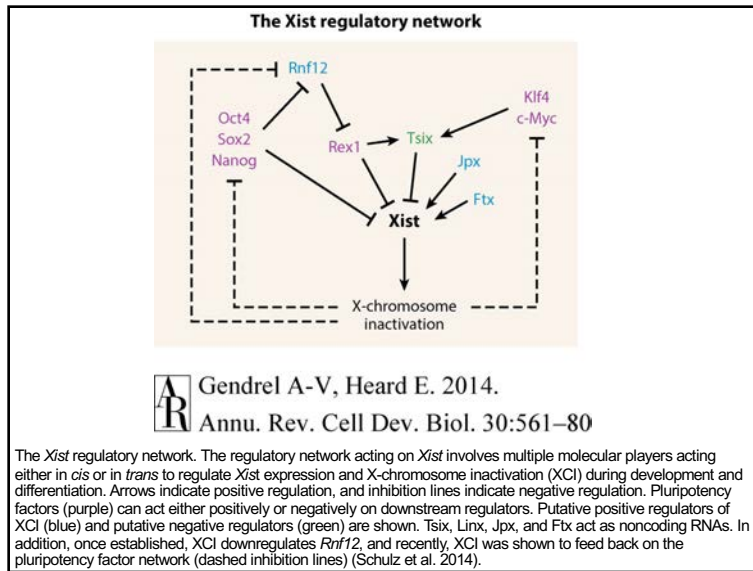 The Xist regulatory network
Rnf12
Oct4
Sox2
Nanog
Rex1
Tsix
Klf4
c-Myc
Jpx
Ftx
Xist
X-chromosome
inactivation
AR
Gendrel A-V, Heard E. 2014.
Annu. Rev. Cell Dev. Biol. 30:561–80
The Xist regulatory network. The regulatory network acting on Xist involves multiple molecular players acting
either in cis or in trans to regulate Xist expression and X-chromosome inactivation (XCI) during development and
differentiation. Arrows indicate positive regulation, and inhibition lines indicate negative regulation. Pluripotency
factors (purple) can act either positively or negatively on downstream regulators. Putative positive regulators of
XCI (blue) and putative negative regulators (green) are shown. Tsix, Linx, Jpx, and Ftx act as noncoding RNAs. In
addition, once established, XCI downregulates Rnf12, and recently, XCI was shown to feed back on the
pluripotency factor network (dashed inhibition lines) (Schulz et al. 2014).